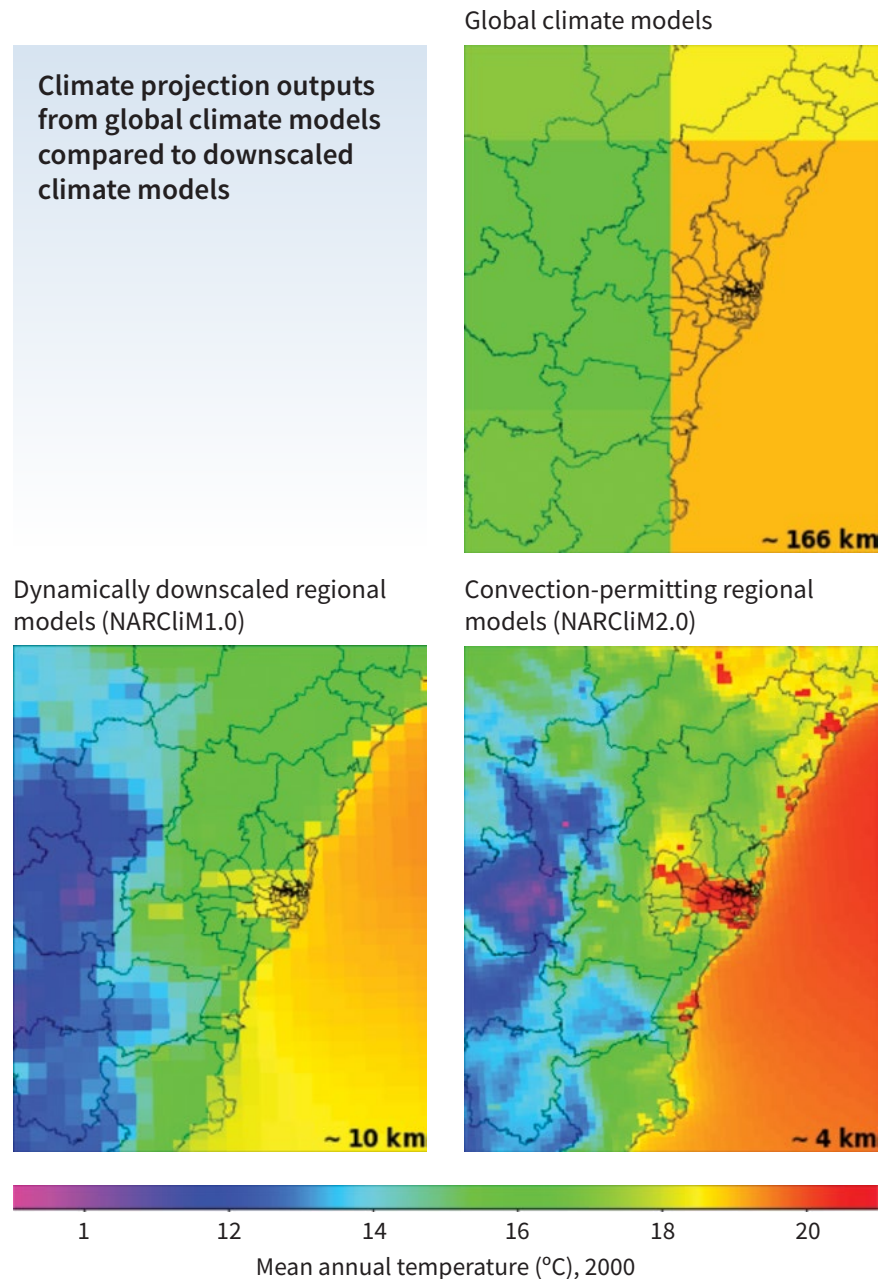 Global climate models
Climate projection outputs
from global climate models
compared to downscaled
climate models
~ 166 km
Dynamically downscaled regional
models (NARCliM1.0)
Convection-permitting regional
models (NARCliM2.0)
~ 10 km
~ 4 km
1 12 14 16 18 20
Mean annual temperature (ºC), 2000